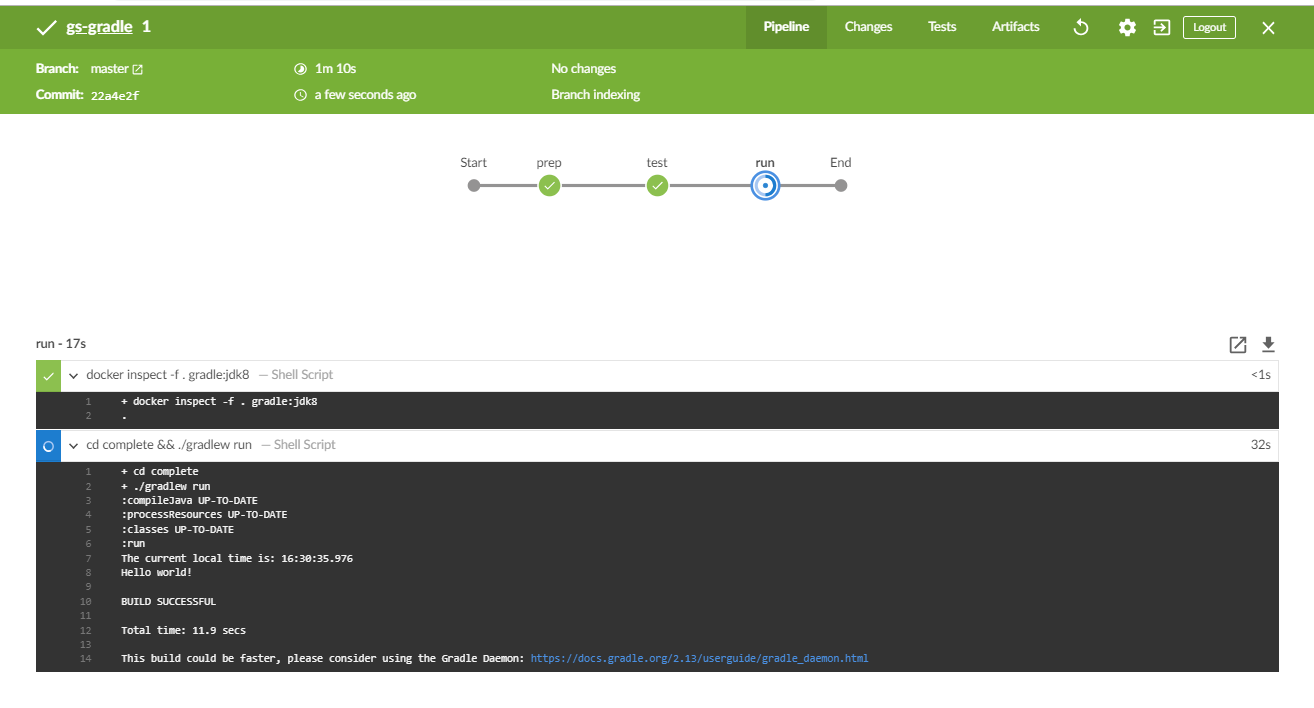 gs-gradle 1 Pipeline Changes Tests Artifacts Logout
Branch: master 1m 10s No changes
Commit: 22a4e2f a few seconds ago Branch indexing
Start prep test run End
run - 17s
docker inspect -f . gradle:jdk8 — Shell Script <1s
1 + docker inspect -f . gradle:jdk8
2 .
cd complete && ./gradlew run — Shell Script 32s
1 + cd complete
2 + ./gradlew run
3 :compileJava UP-TO-DATE
4 :processResources UP-TO-DATE
5 :classes UP-TO-DATE
6 :run
7 The current local time is: 16:30:35.976
8 Hello world!
9
10 BUILD SUCCESSFUL
11
12 Total time: 11.9 secs
13
14 This build could be faster, please consider using the Gradle Daemon: https://docs.gradle.org/2.13/userguide/gradle_daemon.html